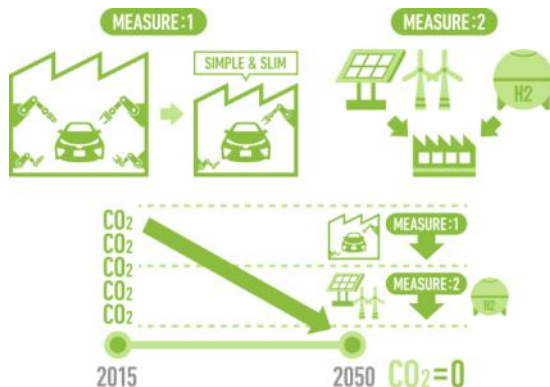 MEASURE:1
MEASURE:2
SIMPLE & SLIM
H2
CO2
CO2
CO2
CO2
CO2
MEASURE:1
MEASURE:2
H2
2015
2050
CO2=0